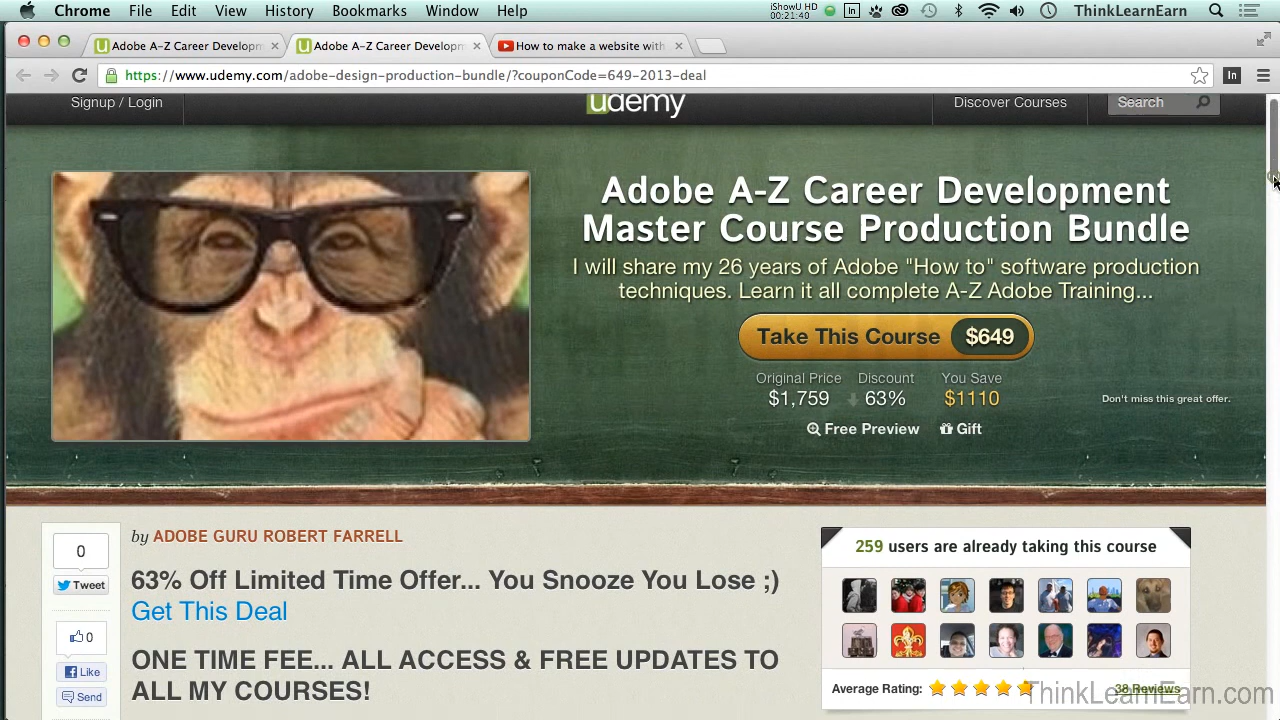 Chrome File Edit View History Bookmarks Window Help iShowU HD 00:21:40 In ThinkLearnEarn
Adobe A-Z Career Developm × Adobe A-Z Career Developm × How to make a website with ×
https://www.udemy.com/adobe-design-production-bundle/?couponCode=649-2013-deal In
Signup / Login udemy Discover Courses Search
Adobe A-Z Career Development
Master Course Production Bundle
I will share my 26 years of Adobe "How to" software production
techniques. Learn it all complete A-Z Adobe Training...
Take This Course $649
Original Price Discount You Save
$1,759 63% $1110
Don't miss this great offer.
Free Preview Gift
by ADOBE GURU ROBERT FARRELL
0
Tweet
0
Like
Send
63% Off Limited Time Offer... You Snooze You Lose ;)
Get This Deal
ONE TIME FEE... ALL ACCESS & FREE UPDATES TO
ALL MY COURSES!
259 users are already taking this course
Average Rating: 38 Reviews
ThinkLearnEarn.com